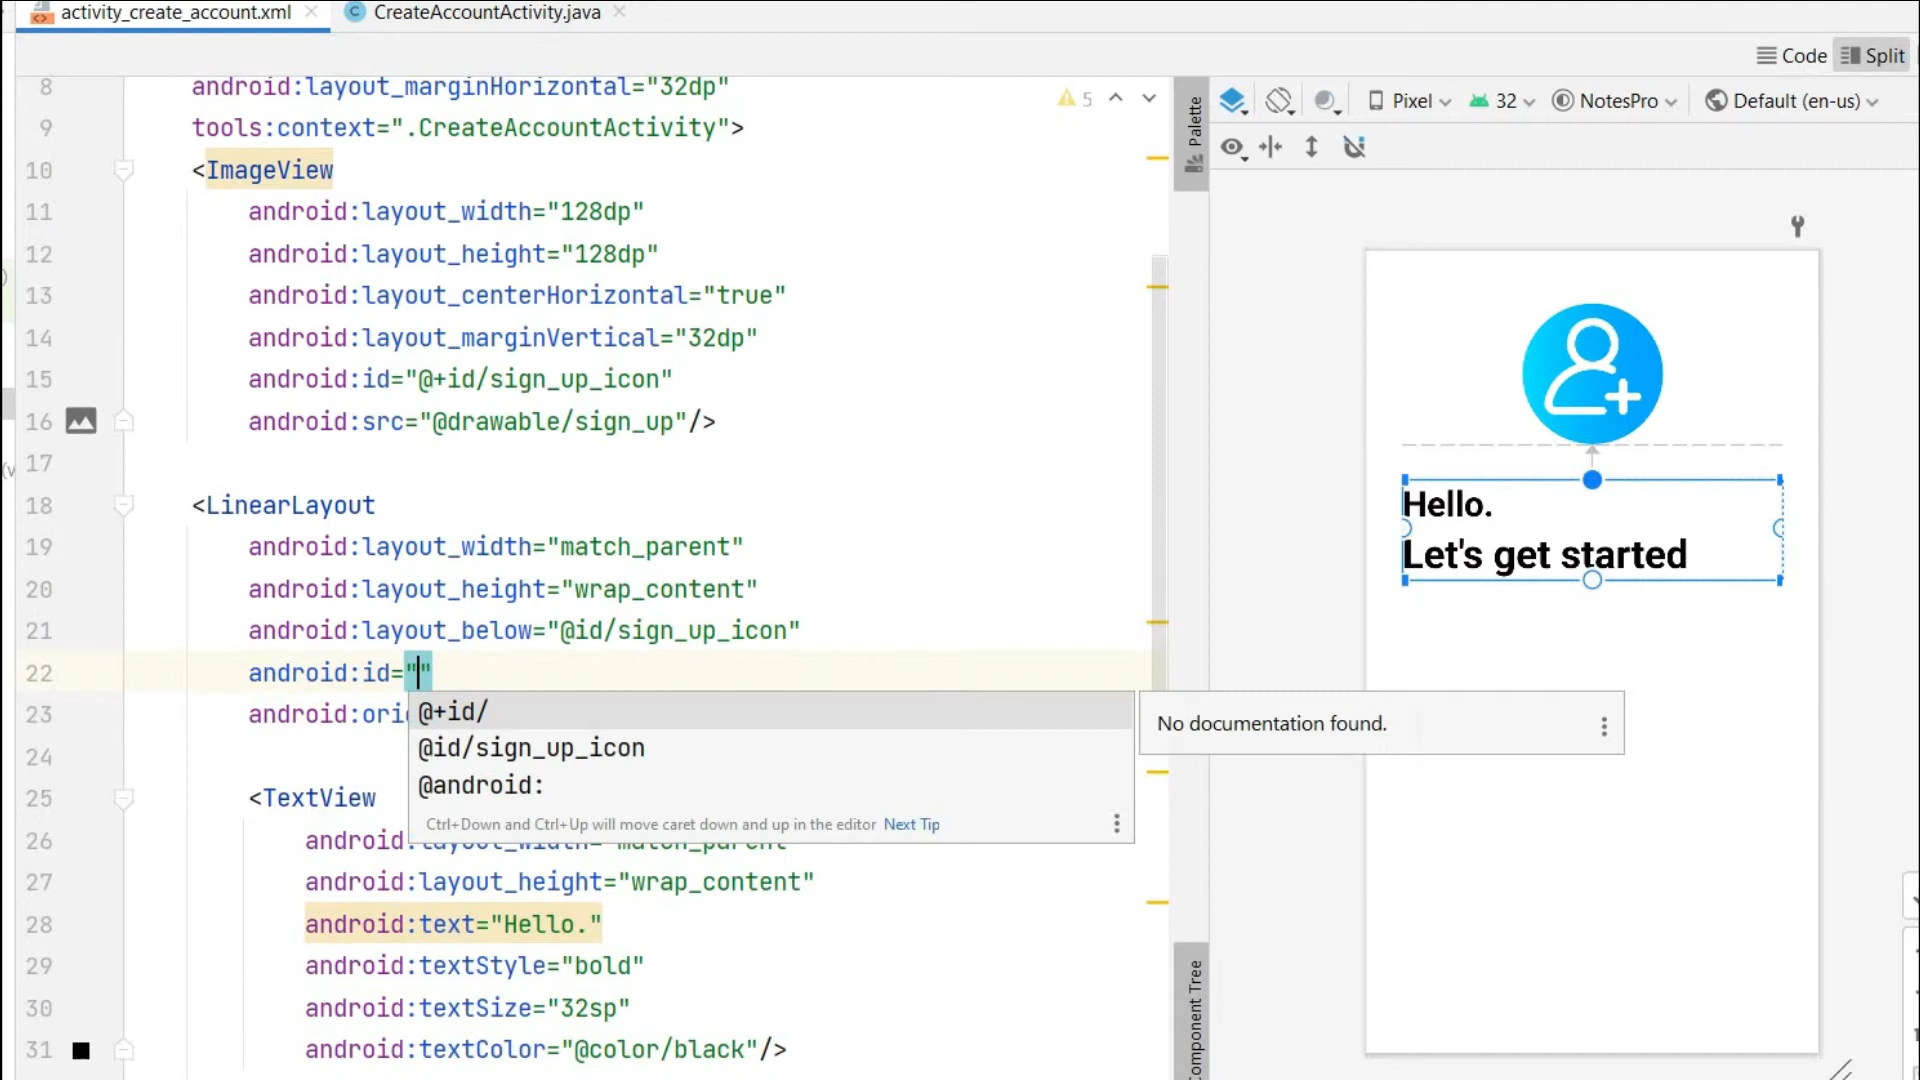 activity_create_account.xml
CreateAccountActivity.java
Code
Split
8 android:layout_marginHorizontal="32dp"
5
9 tools:context=".CreateAccountActivity">
10 <ImageView
11 android:layout_width="128dp"
12 android:layout_height="128dp"
13 android:layout_centerHorizontal="true"
14 android:layout_marginVertical="32dp"
15 android:id="@+id/sign_up_icon"
16 android:src="@drawable/sign_up"/>
17
18 <LinearLayout
19 android:layout_width="match_parent"
20 android:layout_height="wrap_content"
21 android:layout_below="@id/sign_up_icon"
22 android:id=""
23 android:ori
@+id/
@id/sign_up_icon
@android:
Ctrl+Down and Ctrl+Up will move caret down and up in the editor Next Tip
No documentation found.
24
25 <TextView
26 android:layout_width="match_parent"
27 android:layout_height="wrap_content"
28 android:text="Hello."
29 android:textStyle="bold"
30 android:textSize="32sp"
31 android:textColor="@color/black"/>
Palette
Component Tree
Pixel
32
NotesPro
Default (en-us)
Hello.
Let's get started